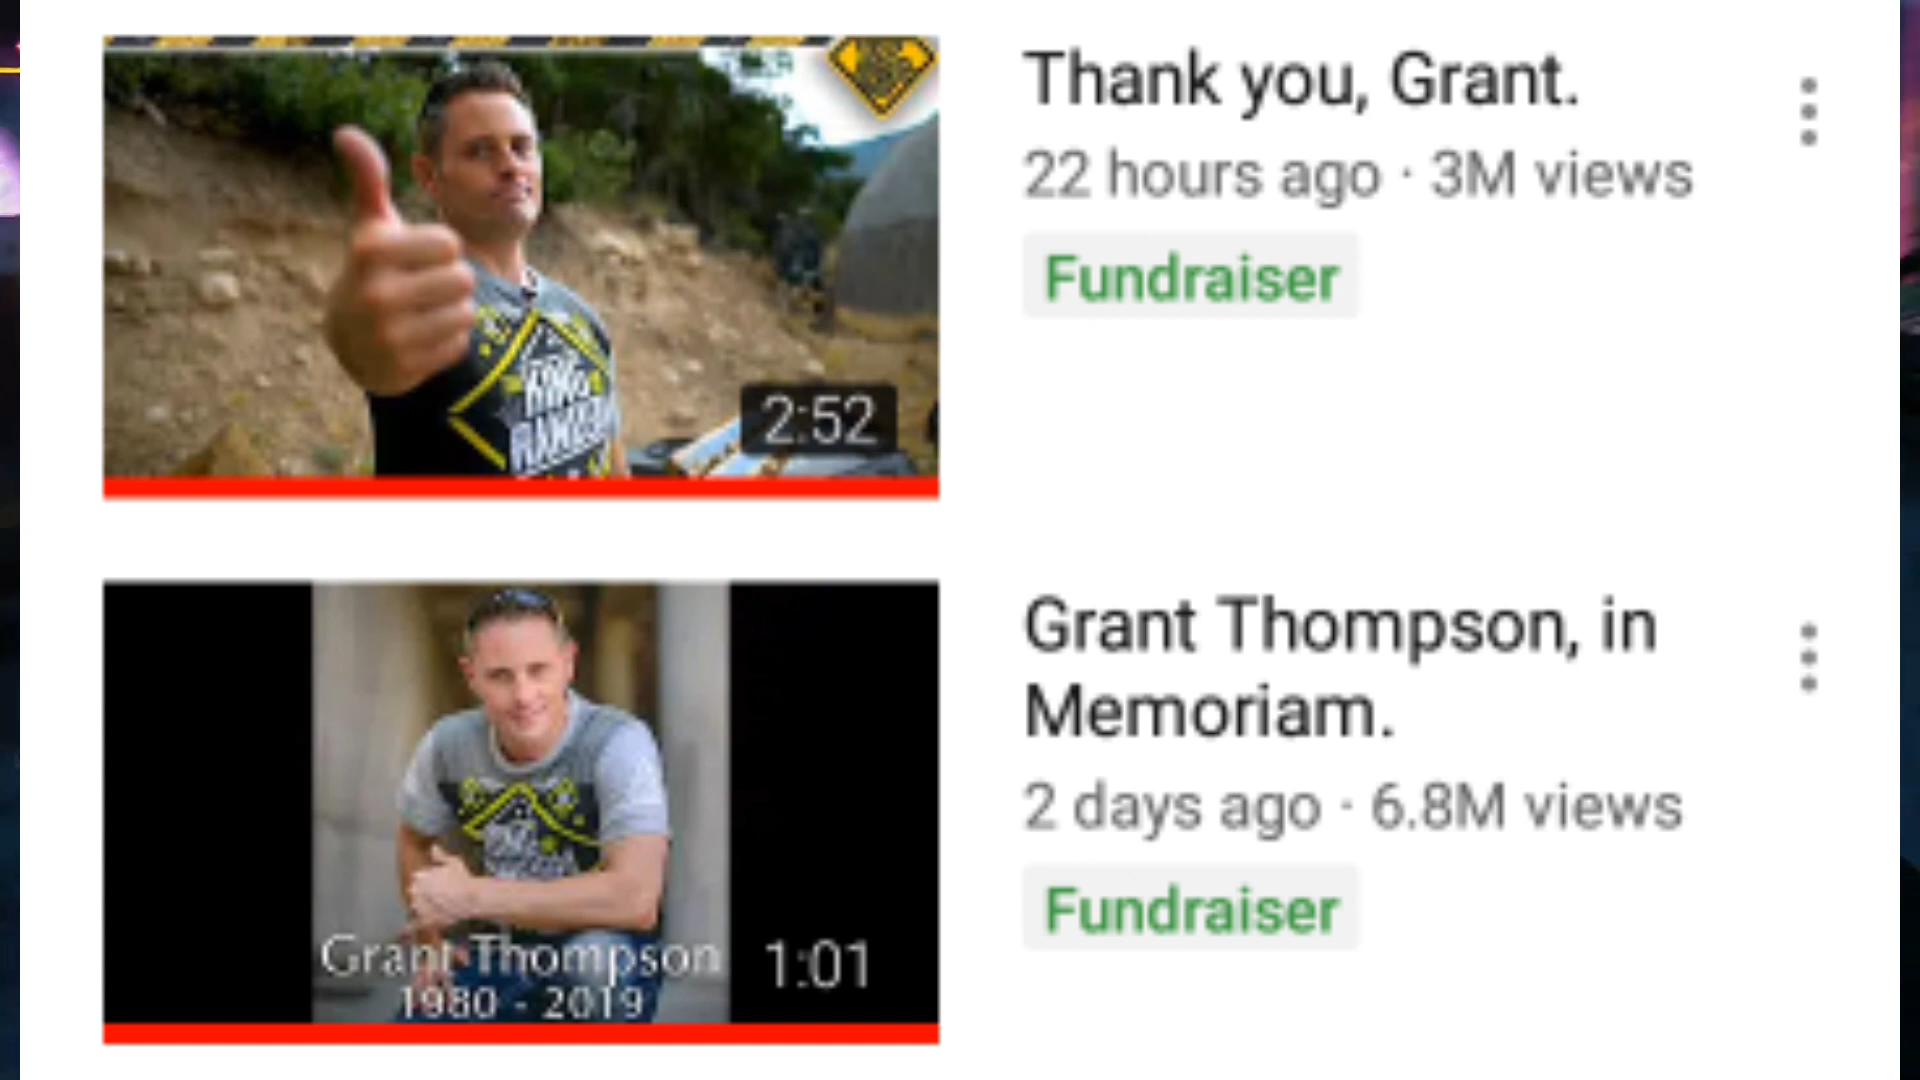 Thank you, Grant.
22 hours ago · 3M views
Fundraiser
2:52
Grant Thompson, in
Memoriam.
2 days ago · 6.8M views
Fundraiser
Grant Thompson
1980 - 2019
1:01